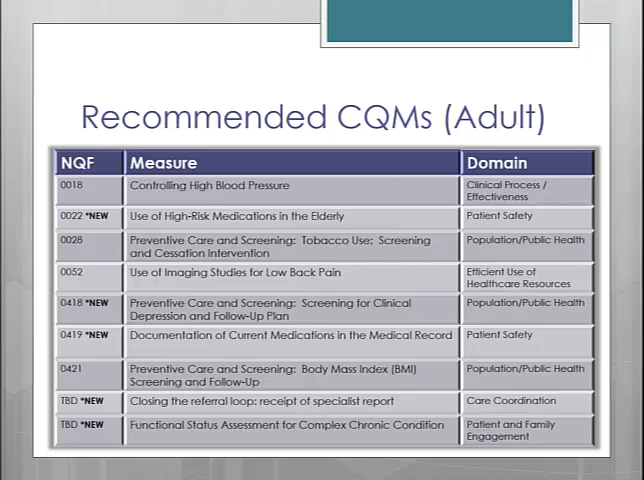 Recommended CQMs (Adult)
NQF Measure Domain
0018 Controlling High Blood Pressure Clinical Process /
Effectiveness
0022 *NEW Use of High-Risk Medications in the Elderly Patient Safety
0028 Preventive Care and Screening: Tobacco Use: Screening Population/Public Health
and Cessation Intervention
0052 Use of Imaging Studies for Low Back Pain Efficient Use of
Healthcare Resources
0418 *NEW Preventive Care and Screening: Screening for Clinical Population/Public Health
Depression and Follow-Up Plan
0419 *NEW Documentation of Current Medications in the Medical Record Patient Safety
0421 Preventive Care and Screening: Body Mass Index (BMI) Population/Public Health
Screening and Follow-Up
TBD *NEW Closing the referral loop: receipt of specialist report Care Coordination
TBD *NEW Functional Status Assessment for Complex Chronic Condition Patient and Family
Engagement